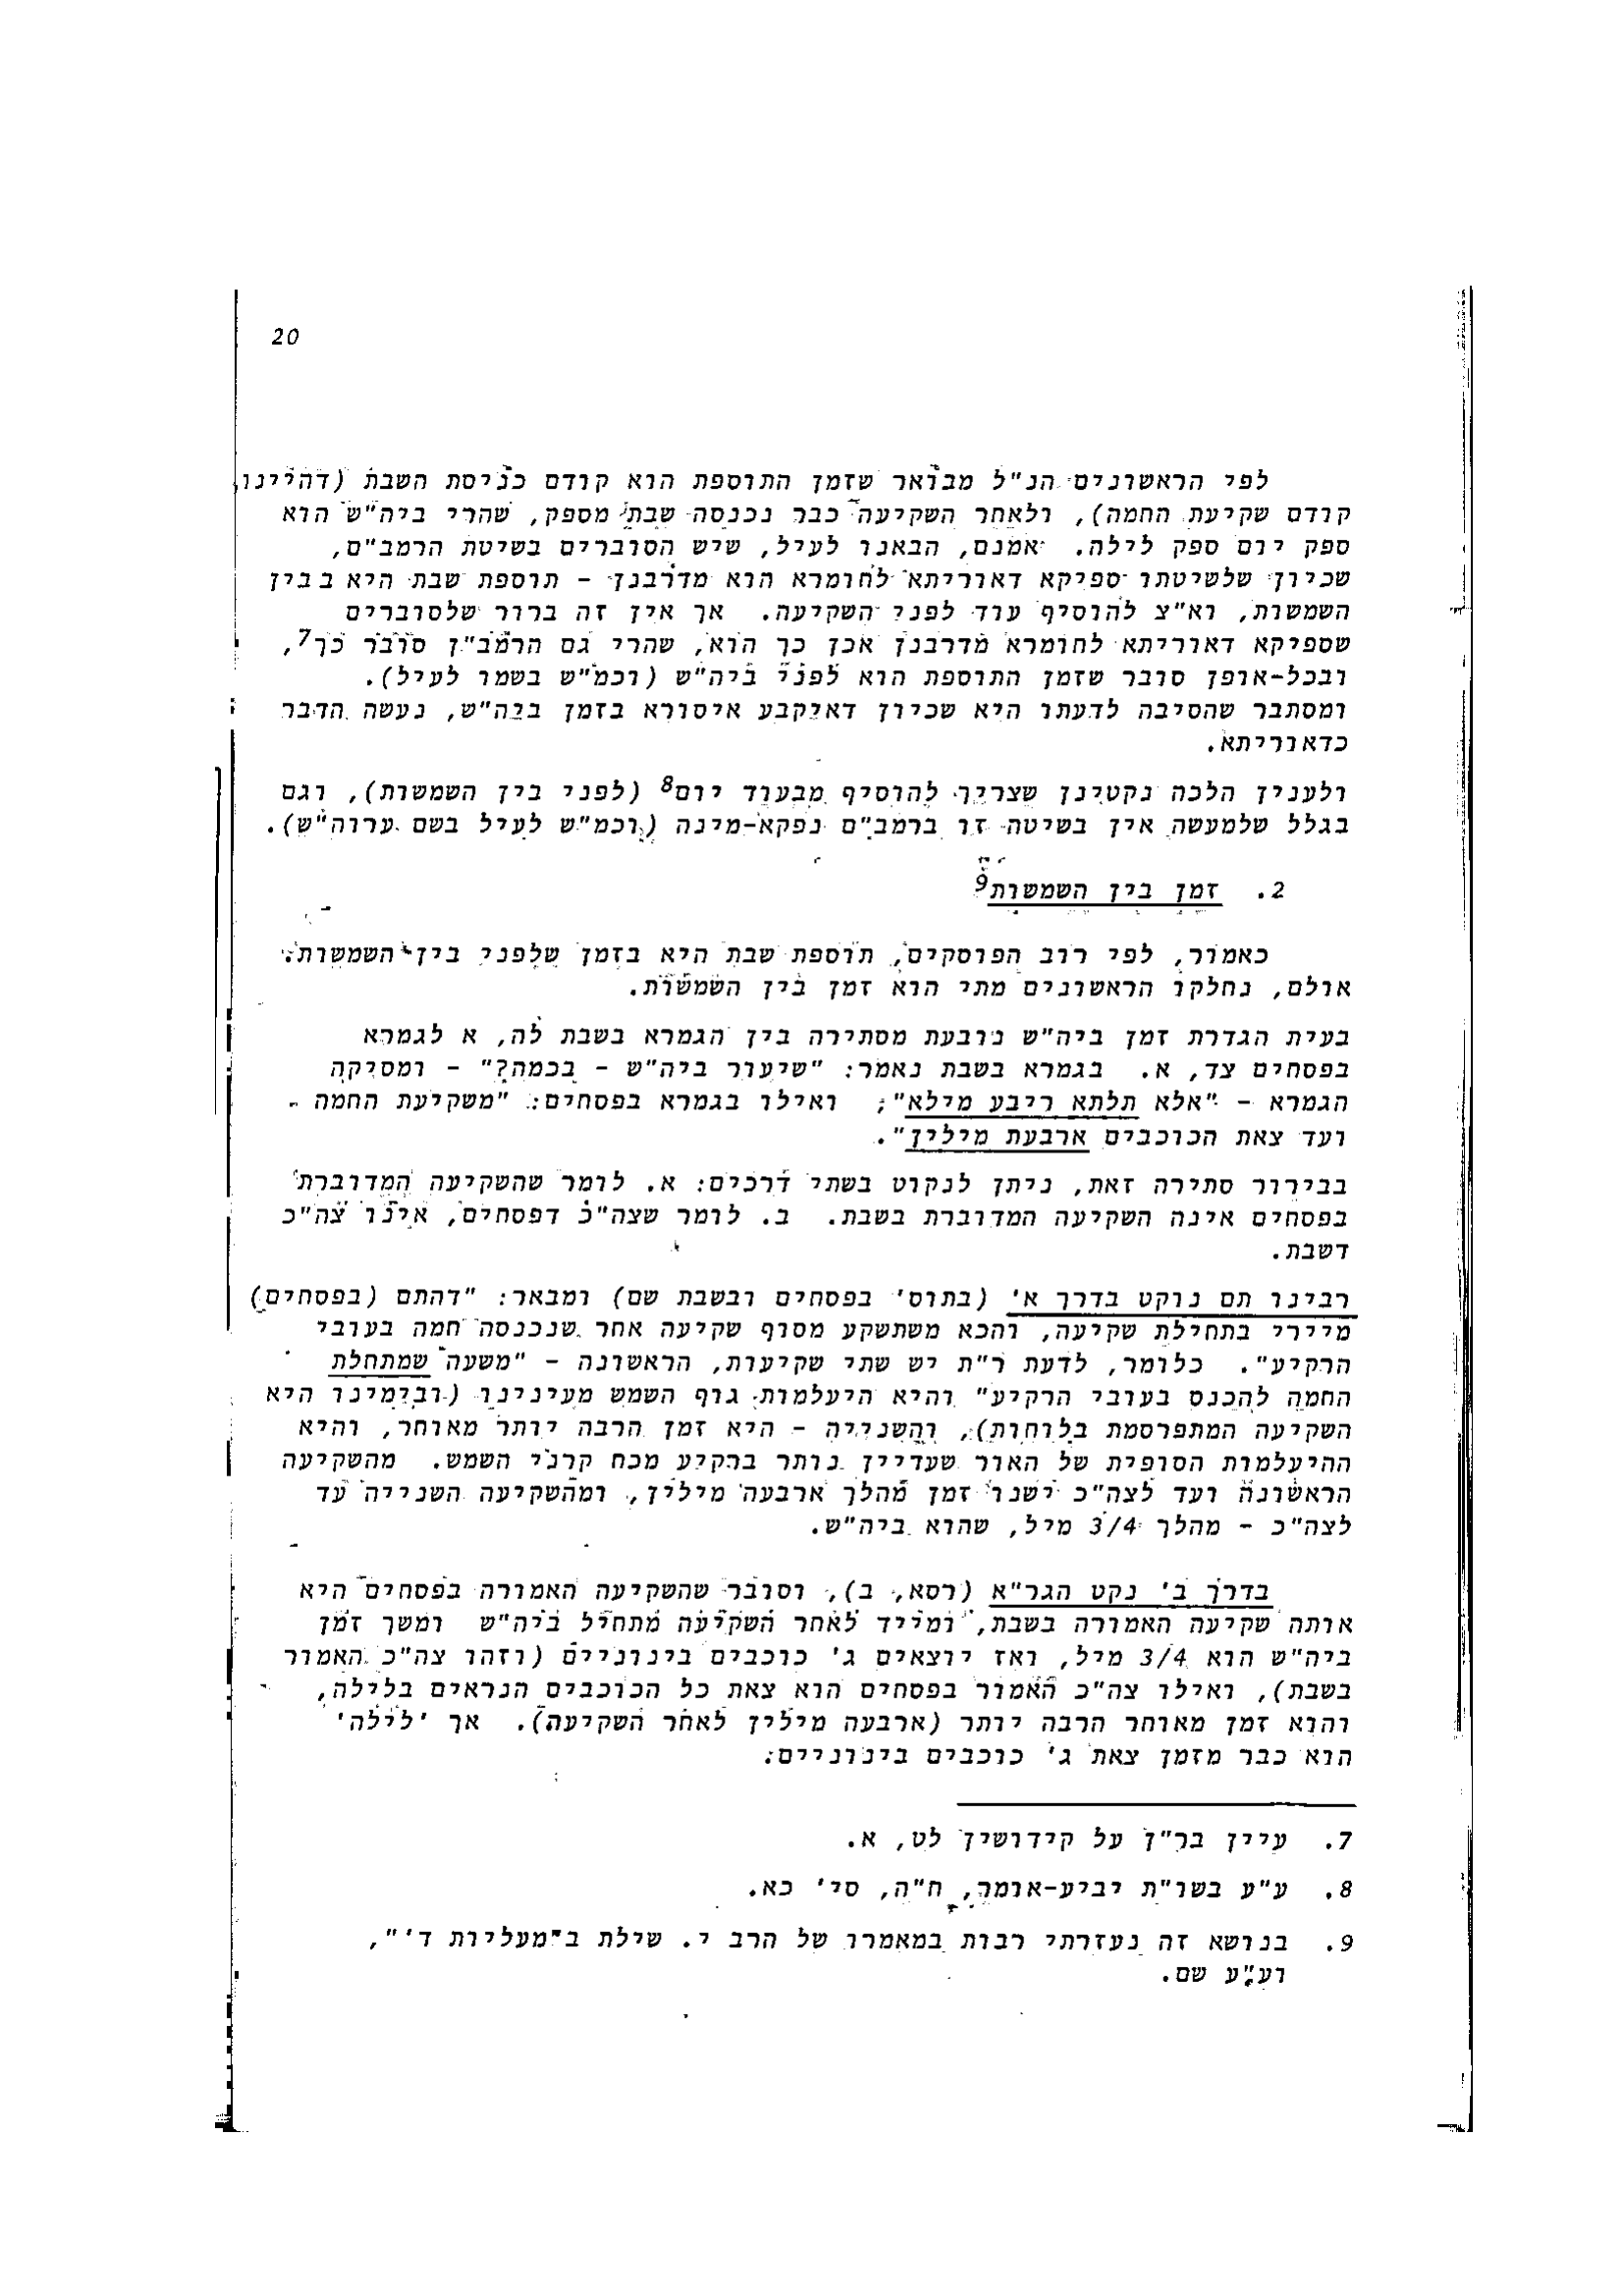 20
לפי הראשונים הנ"ל מבואר שזמן התוספת הוא קודם כניסת השבת (דהיינו,
קודם שקיעת החמה), ולאחר השקיעה כבר נכנסה שבת מספק, שהרי ביה"ש הוא
ספק יום ספק לילה. אמנם, הבאנו לעיל, שיש הסוברים בשיטת הרמב"ם,
שכיון שלשיטתו ספיקא דאוריתא לחומרא הוא מדרבנן - תוספת שבת היא בבין
השמשות, וא"צ להוסיף עוד לפני השקיעה. אך אין זה ברור שלסוברים
שספיקא דאוריתא לחומרא מדרבנן אכן כך הוא, שהרי גם הרמב"ן סובר כך7,
ובכל-אופן סובר שזמן התוספת הוא לפני ביה"ש (וכמ"ש בשמו לעיל).
ומסתבר שהסיבה לדעתו היא שכיון דאיקבע איסורא בזמן ביה"ש, נעשה הדבר
כדאוריתא.
ולענין הלכה נקטינן שצריך להוסיף מבעוד יום8 (לפני בין השמשות), וגם
בגלל שלמעשה אין בשיטה זו ברמב"ם נפקא-מינה (וכמ"ש לעיל בשם ערוה"ש).
2. זמן בין השמשות9
כאמור, לפי רוב הפוסקים, תוספת שבת היא בזמן שלפני בין השמשות.
אולם, נחלקו הראשונים מתי הוא זמן בין השמשות.
בעית הגדרת זמן ביה"ש נובעת מסתירה בין הגמרא בשבת לה, א לגמרא
בפסחים צד, א. בגמרא בשבת נאמר: "שיעור ביה"ש - בכמה?" - ומסיקה
הגמרא - "אלא תלתא ריבע מילא"; ואילו בגמרא בפסחים: "משקיעת החמה
ועד צאת הכוכבים ארבעת מילין".
בבירור סתירה זאת, ניתן לנקוט בשתי דרכים: א. לומר שהשקיעה המדוברת
בפסחים אינה השקיעה המדוברת בשבת. ב. לומר שצה"כ דפסחים, אינו צה"כ
דשבת.
רבינו תם נוקט בדרך א' (בתוס' בפסחים ובשבת שם) ומבאר: "דהתם (בפסחים)
מיירי בתחילת שקיעה, והכא משתשקע מסוף שקיעה אחר שנכנסה חמה בעובי
הרקיע". כלומר, לדעת ר"ת יש שתי שקיעות, הראשונה - "משעה שמתחלת
החמה להכנס בעובי הרקיע" והיא היעלמות גוף השמש מעינינו (ובימינו היא
השקיעה המתפרסמת בלוחות), והשנייה - היא זמן הרבה יותר מאוחר, והיא
ההיעלמות הסופית של האור שעדיין נותר ברקיע מכח קרני השמש. מהשקיעה
הראשונה ועד לצה"כ ישנו זמן מהלך ארבעה מילין, ומהשקיעה השנייה עד
לצה"כ - מהלך 3/4 מיל, שהוא ביה"ש.
בדרך ב' נקט הגר"א (רסא, ב), וסובר שהשקיעה האמורה בפסחים היא
אותה שקיעה האמורה בשבת, ומייד לאחר השקיעה מתחיל ביה"ש ומשך זמן
ביה"ש הוא 3/4 מיל, ואז יוצאים ג' כוכבים בינוניים (וזהו צה"כ האמור
בשבת), ואילו צה"כ האמור בפסחים הוא צאת כל הכוכבים הנראים בלילה,
והוא זמן מאוחר הרבה יותר (ארבעה מילין לאחר השקיעה). אך 'לילה'
הוא כבר מזמן צאת ג' כוכבים בינוניים.
7. עיין בר"ן על קידושין לט, א.
8. ע"ע בשו"ת יביע-אומר, ח"ה, סי' כא.
9. בנושא זה נעזרתי רבות במאמרו של הרב י. שילת ב"מעליות ד'",
וע"ע שם.